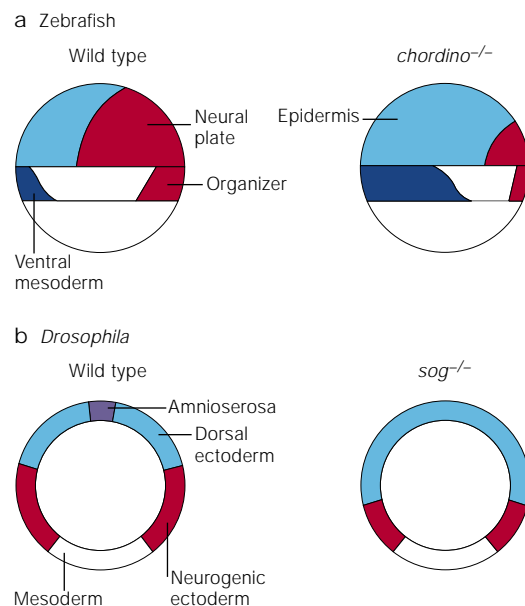 a Zebrafish
Wild type
chordino−/−
Neural
plate
Epidermis
Organizer
Ventral
mesoderm
b Drosophila
Wild type
sog−/−
Amnioserosa
Dorsal
ectoderm
Neurogenic
ectoderm
Mesoderm